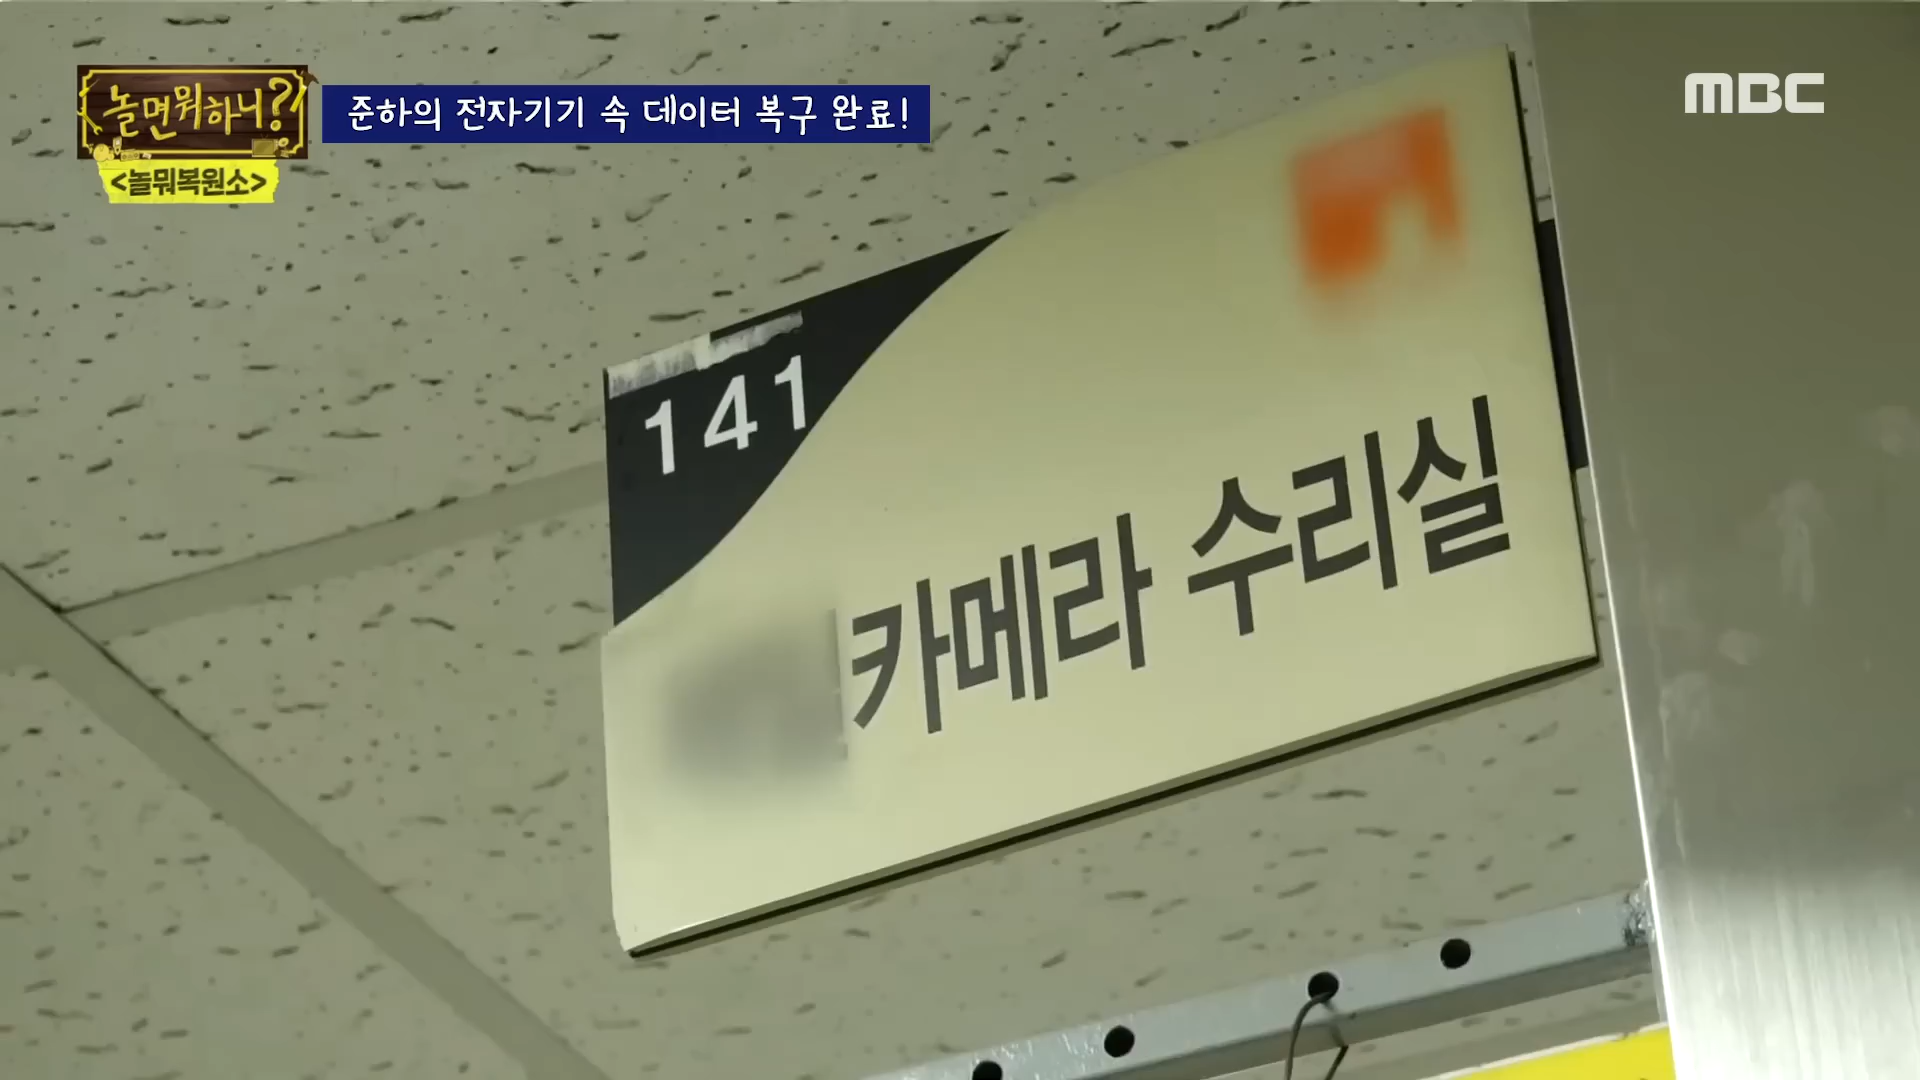 놀면뭐하니?
<놀뭐복원소>
준하의 전자기기 속 데이터 복구 완료!
MBC
141
카메라 수리실